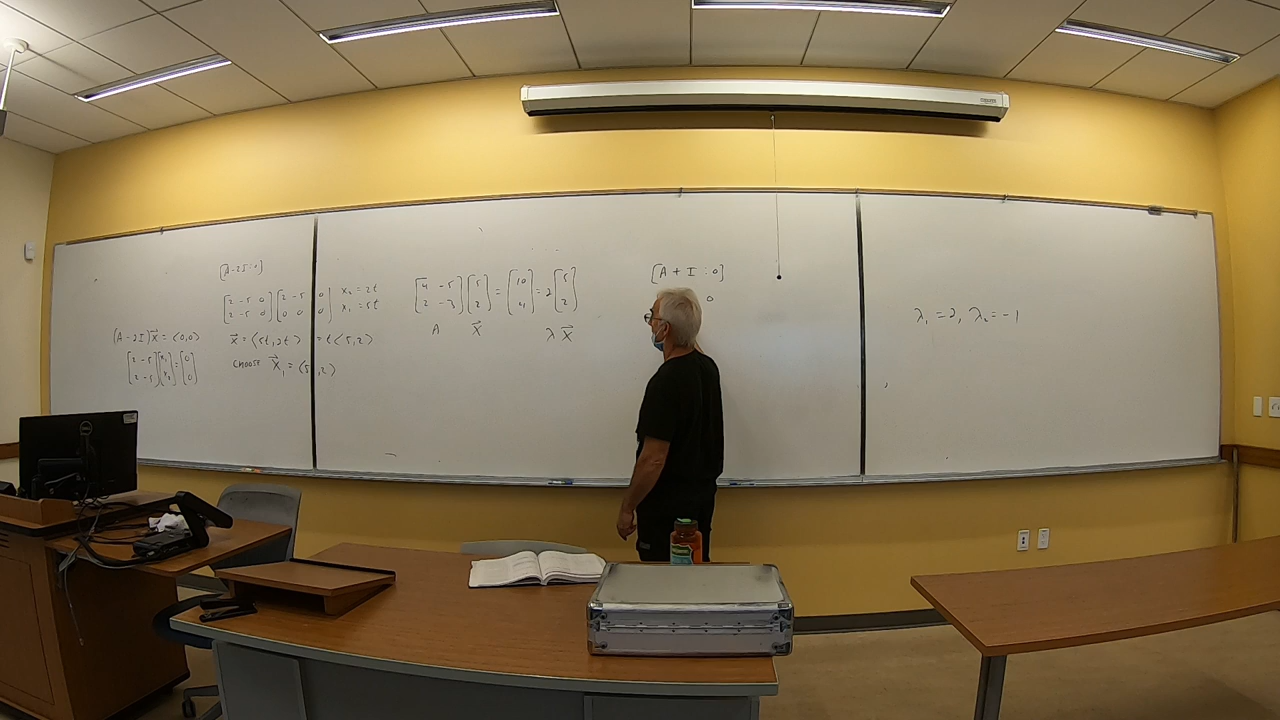 (A-2I)x⃗ = (0,0)
[2 -5; 2 -5][x₁; x₂] = [0; 0]
[A-2I : 0]
[2 -5 0; 2 -5 0] [2 -5 0; 0 0 0] x₂ = 2t
x₁ = 5t
x⃗ = (5t, 2t) = t(5, 2)
CHOOSE x⃗₁ = (5, 2)
[4 -5; 2 -3][5; 2] = [10; 4] = 2[5; 2]
A x⃗ λ x⃗
[A + I : 0]
0
λ₁ = 2, λ₂ = -1
DELL